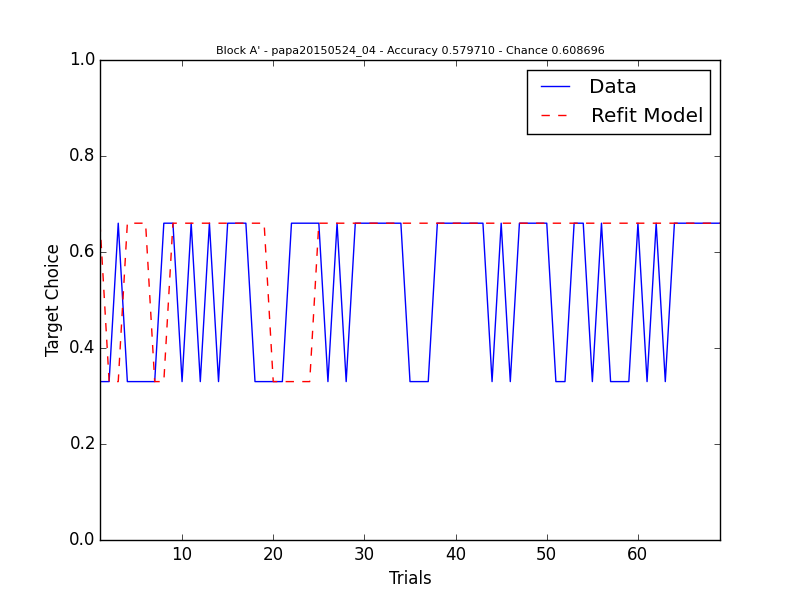 Block A' - papa20150524_04 - Accuracy 0.579710 - Chance 0.608696
1.0
Data
Refit Model
0.8
0.6
Target Choice
0.4
0.2
0.0
10 20 30 40 50 60
Trials